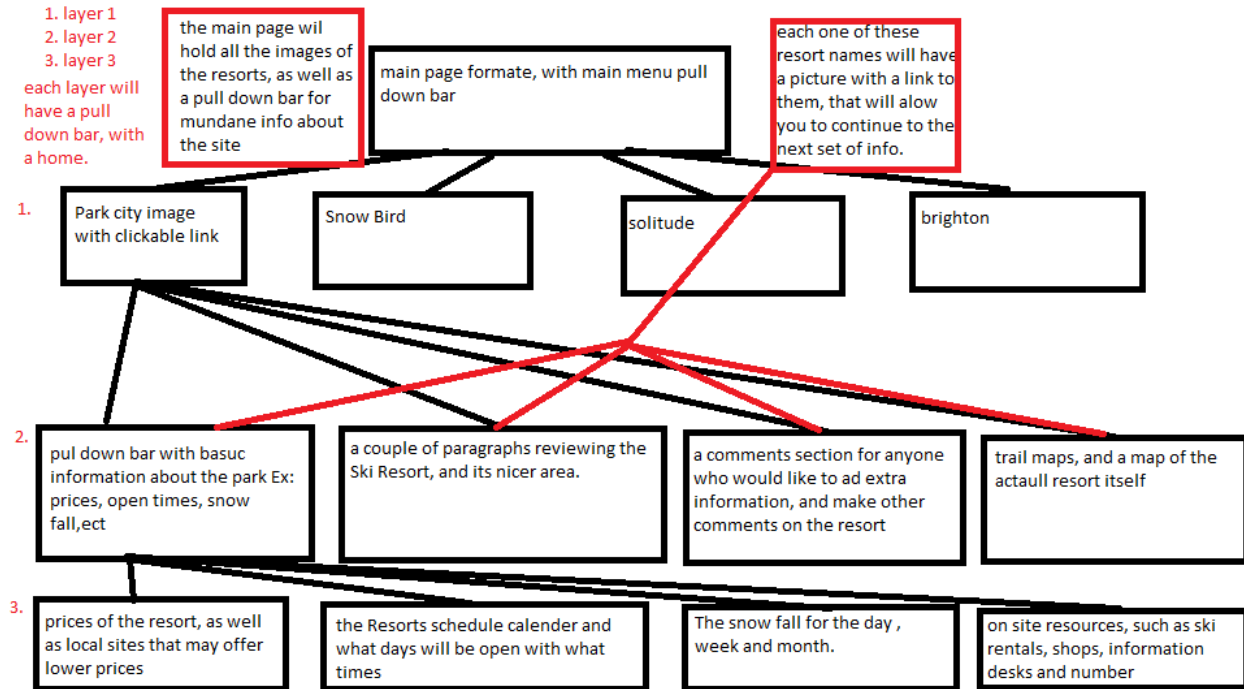 1. layer 1
2. layer 2
3. layer 3
each layer will
have a pull
down bar, with
a home.
the main page wil
hold all the images of
the resorts, as well as
a pull down bar for
mundane info about
the site
main page formate, with main menu pull
down bar
each one of these
resort names will have
a picture with a link to
them, that will alow
you to continue to the
next set of info.
1.
Park city image
with clickable link
Snow Bird
solitude
brighton
2.
pul down bar with basuc
information about the park Ex:
prices, open times, snow
fall,ect
a couple of paragraphs reviewing the
Ski Resort, and its nicer area.
a comments section for anyone
who would like to ad extra
information, and make other
comments on the resort
trail maps, and a map of the
actaull resort itself
3.
prices of the resort, as well
as local sites that may offer
lower prices
the Resorts schedule calender and
what days will be open with what
times
The snow fall for the day ,
week and month.
on site resources, such as ski
rentals, shops, information
desks and number